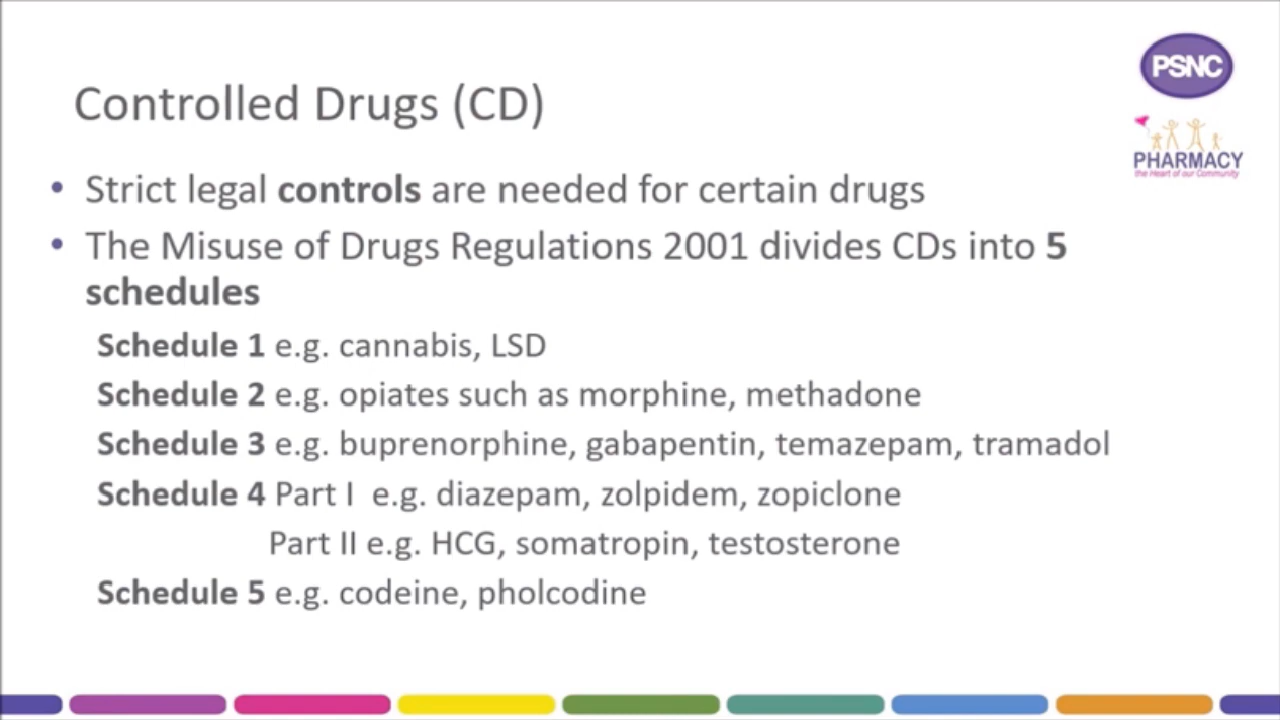 PSNC
PHARMACY
the Heart of our Community
Controlled Drugs (CD)
• Strict legal controls are needed for certain drugs
• The Misuse of Drugs Regulations 2001 divides CDs into 5
schedules
Schedule 1 e.g. cannabis, LSD
Schedule 2 e.g. opiates such as morphine, methadone
Schedule 3 e.g. buprenorphine, gabapentin, temazepam, tramadol
Schedule 4 Part I e.g. diazepam, zolpidem, zopiclone
Part II e.g. HCG, somatropin, testosterone
Schedule 5 e.g. codeine, pholcodine